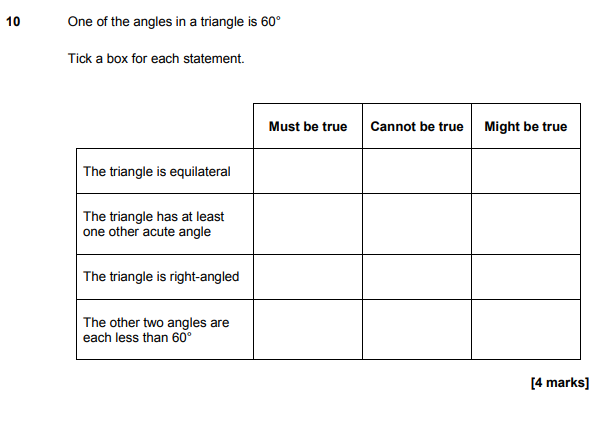 10 One of the angles in a triangle is 60°
Tick a box for each statement.
Must be true Cannot be true Might be true
The triangle is equilateral
The triangle has at least
one other acute angle
The triangle is right-angled
The other two angles are
each less than 60°
[4 marks]